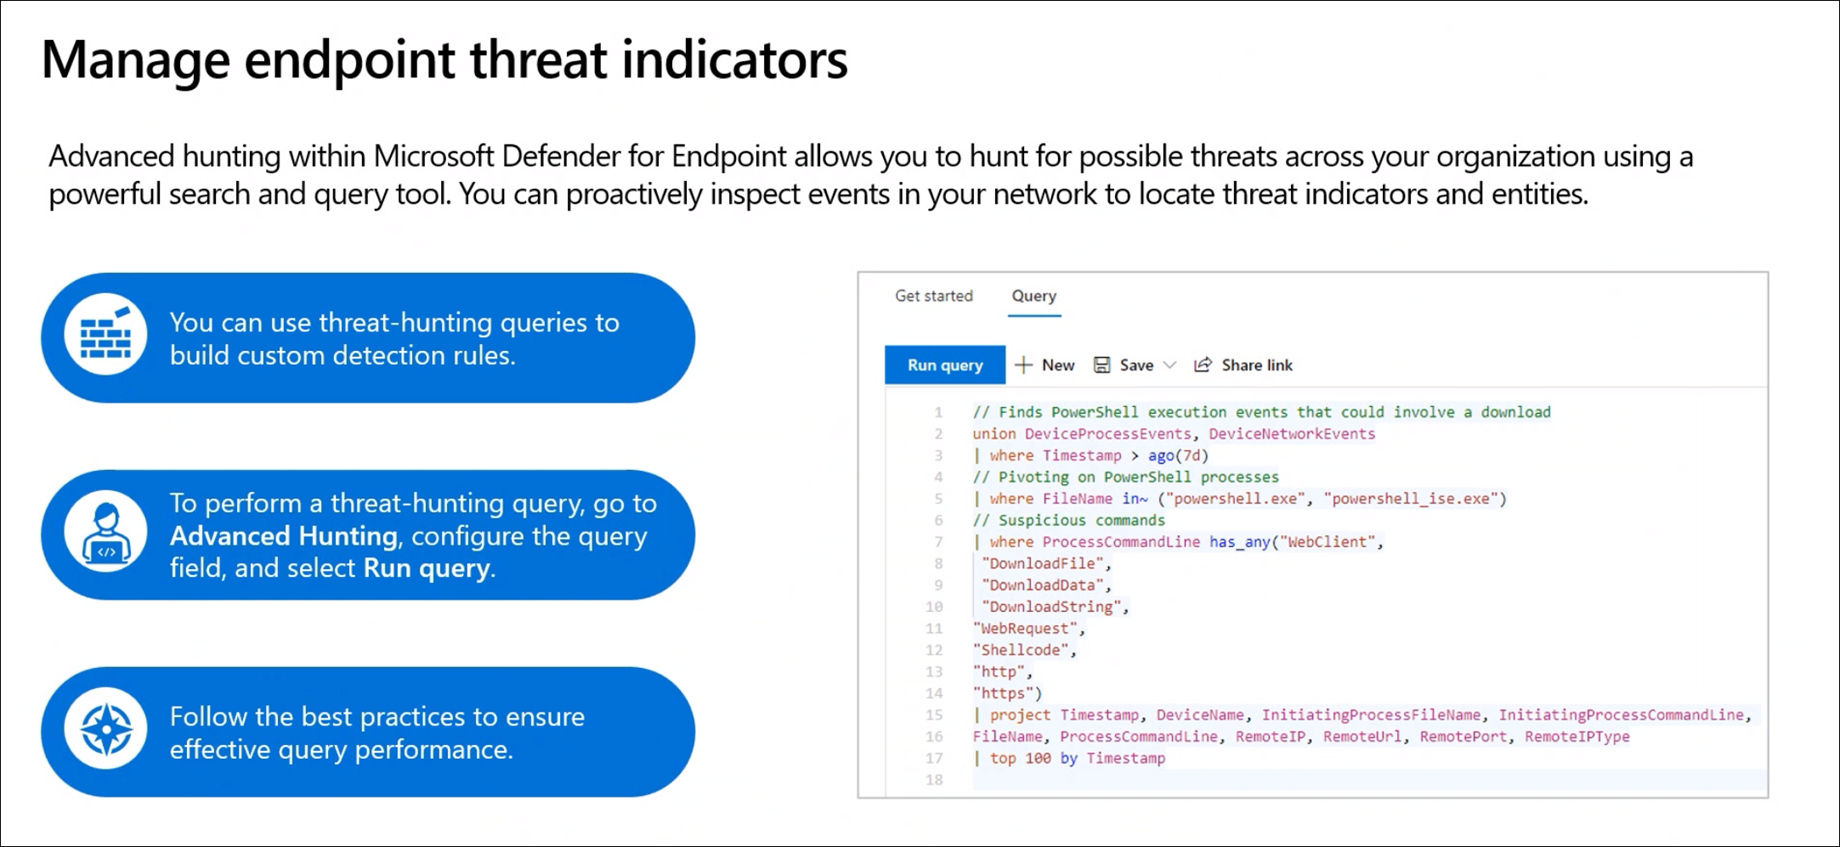 Manage endpoint threat indicators
Advanced hunting within Microsoft Defender for Endpoint allows you to hunt for possible threats across your organization using a
powerful search and query tool. You can proactively inspect events in your network to locate threat indicators and entities.
You can use threat-hunting queries to
build custom detection rules.
To perform a threat-hunting query, go to
Advanced Hunting, configure the query
field, and select Run query.
</>
Follow the best practices to ensure
effective query performance.
Get started Query
Run query New Save Share link
1 // Finds PowerShell execution events that could involve a download
2 union DeviceProcessEvents, DeviceNetworkEvents
3 | where Timestamp > ago(7d)
4 // Pivoting on PowerShell processes
5 | where FileName in~ ("powershell.exe", "powershell_ise.exe")
6 // Suspicious commands
7 | where ProcessCommandLine has_any("WebClient",
8 "DownloadFile",
9 "DownloadData",
10 "DownloadString",
11 "WebRequest",
12 "Shellcode",
13 "http",
14 "https")
15 | project Timestamp, DeviceName, InitiatingProcessFileName, InitiatingProcessCommandLine,
16 FileName, ProcessCommandLine, RemoteIP, RemoteUrl, RemotePort, RemoteIPType
17 | top 100 by Timestamp
18